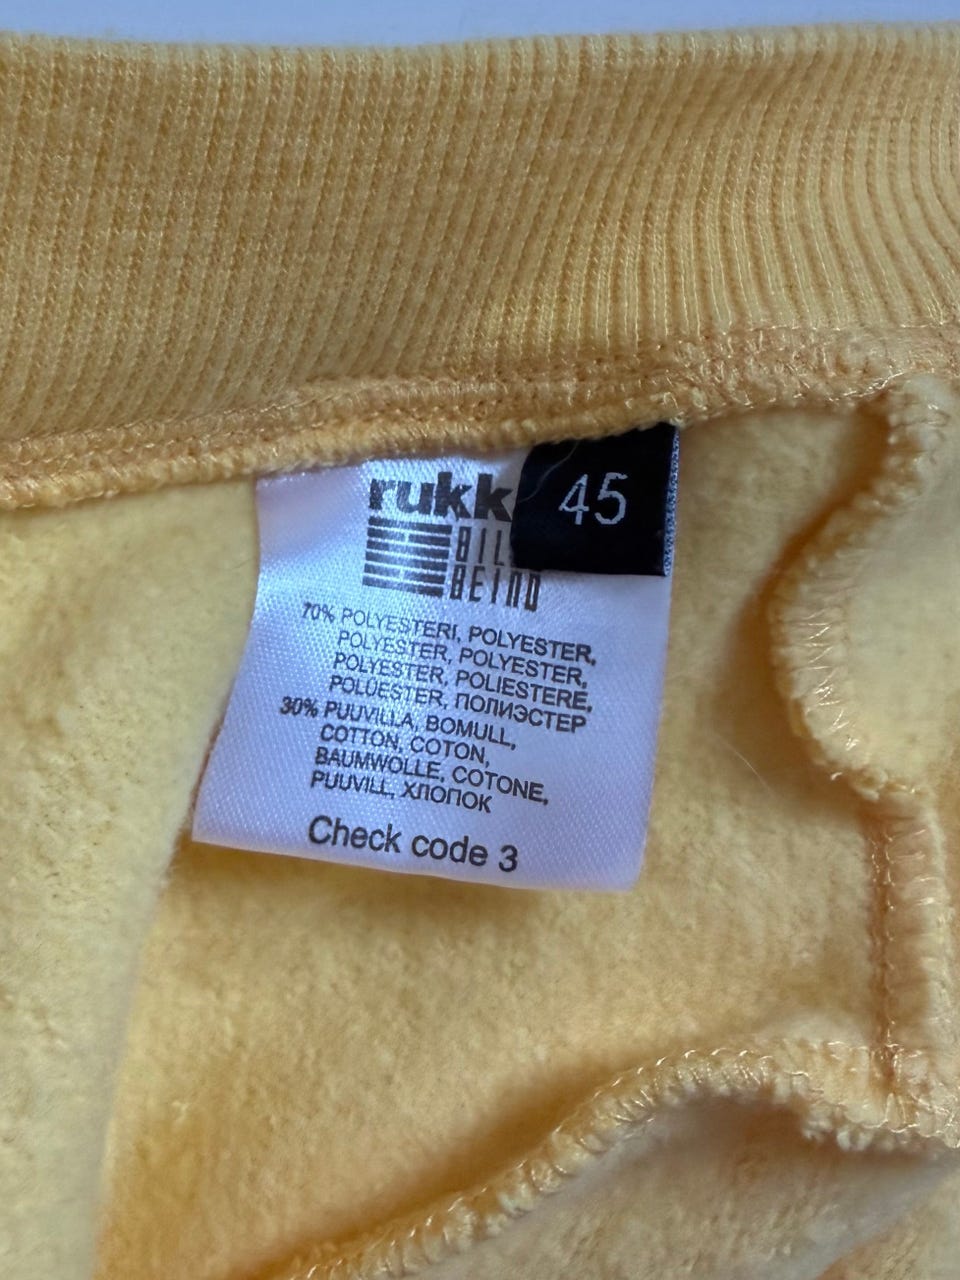 rukk
45
BEIND
70% POLYESTERI, POLYESTER,
POLYESTER, POLYESTER,
POLYESTER, POLIESTERE,
POLÜESTER, ПОЛИЭСТЕР
30% PUUVILLA, BOMULL,
COTTON, COTON,
BAUMWOLLE, COTONE,
PUUVILL, ХЛОПОК
Check code 3